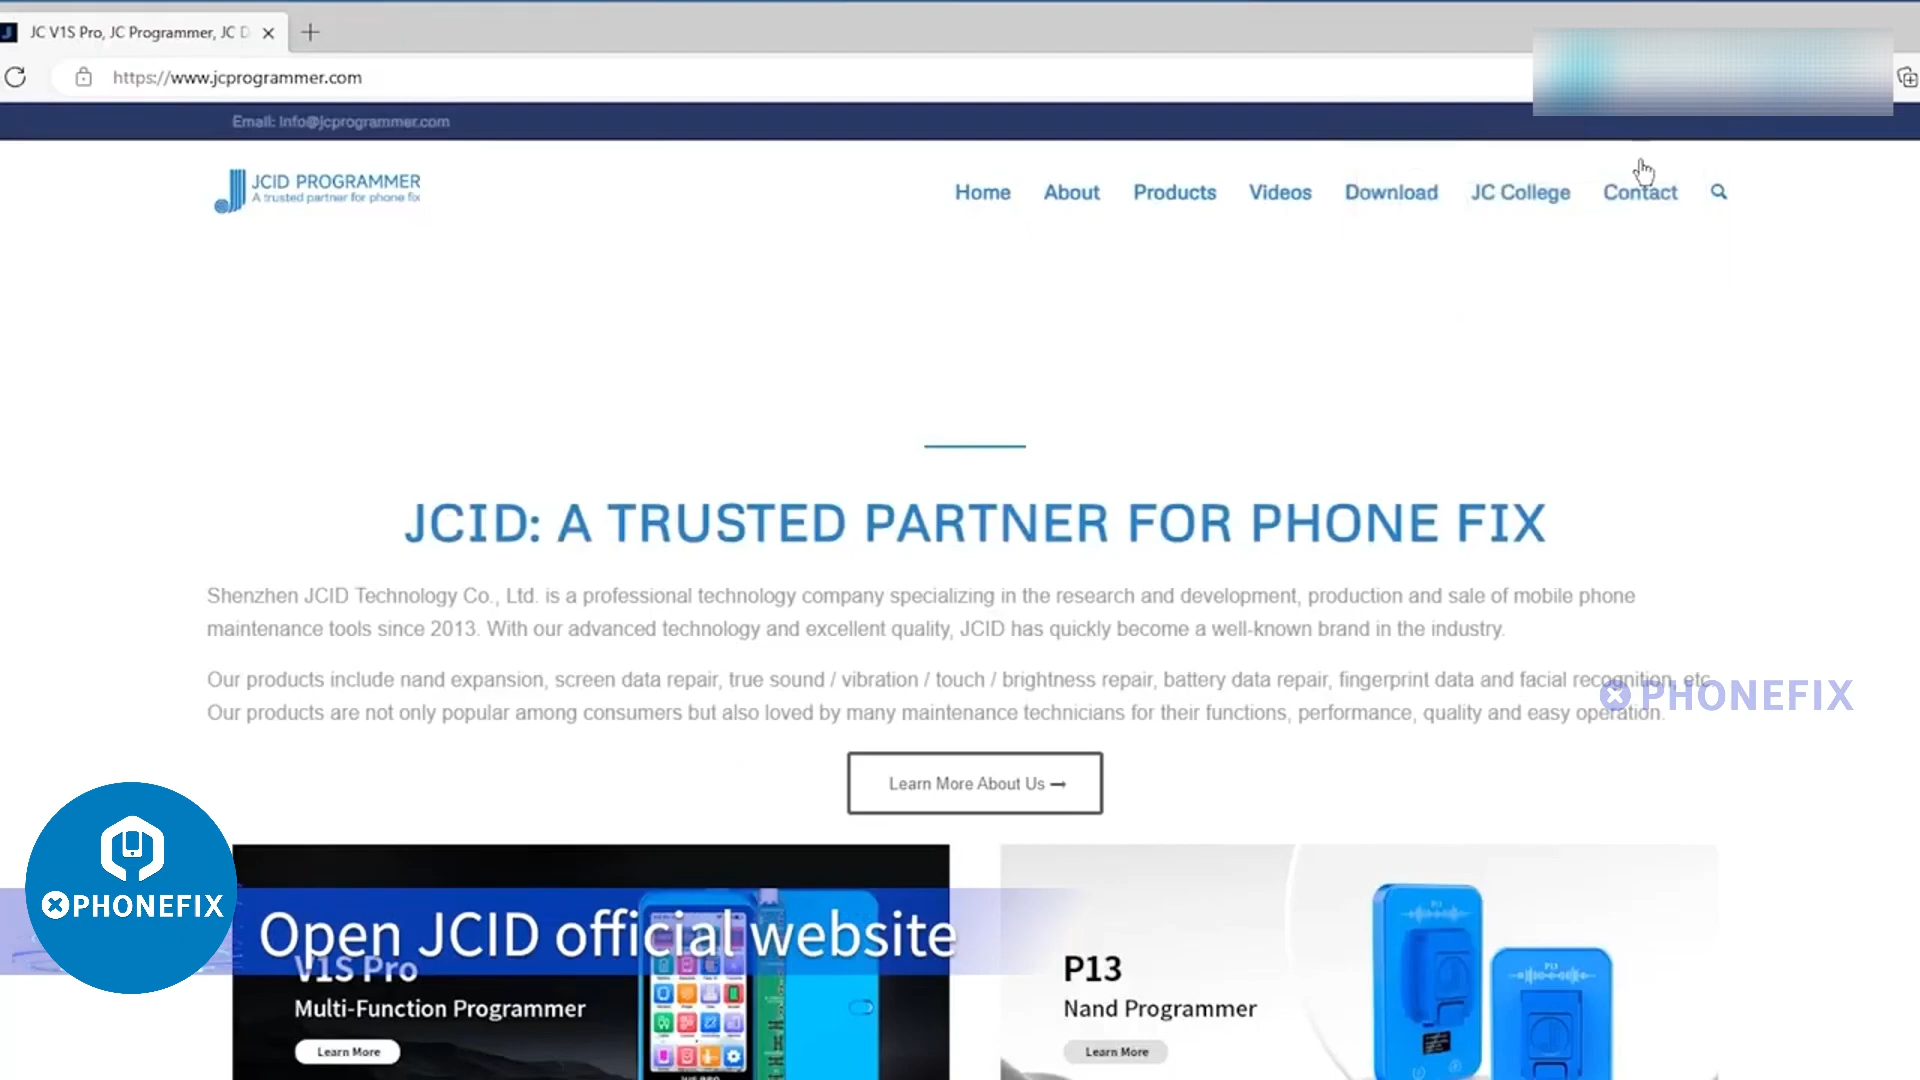 JC V1S Pro, JC Programmer, JC D
https://www.jcprogrammer.com
Email: Info@jcprogrammer.com
JCID PROGRAMMER
A trusted partner for phone fix
Home About Products Videos Download JC College Contact
JCID: A TRUSTED PARTNER FOR PHONE FIX
Shenzhen JCID Technology Co., Ltd. is a professional technology company specializing in the research and development, production and sale of mobile phone
maintenance tools since 2013. With our advanced technology and excellent quality, JCID has quickly become a well-known brand in the industry.
Our products include nand expansion, screen data repair, true sound / vibration / touch / brightness repair, battery data repair, fingerprint data and facial recognition, etc
Our products are not only popular among consumers but also loved by many maintenance technicians for their functions, performance, quality and easy operation.
PHONEFIX
Learn More About Us
PHONEFIX
Open JCID official website
V1S Pro
Multi-Function Programmer
Learn More
V1S PRO
P13
Nand Programmer
Learn More
P13
P13